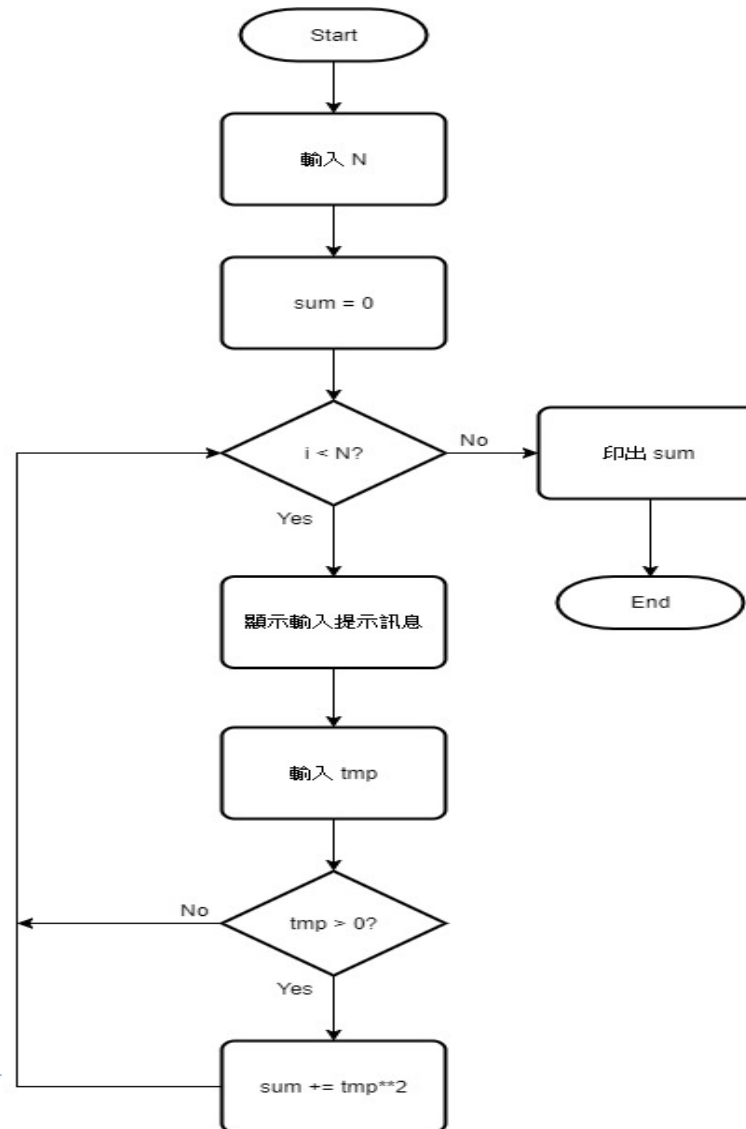 Start
輸入 N
sum = 0
i < N?
No
印出 sum
Yes
End
顯示輸入提示訊息
輸入 tmp
No
tmp > 0?
Yes
sum += tmp**2